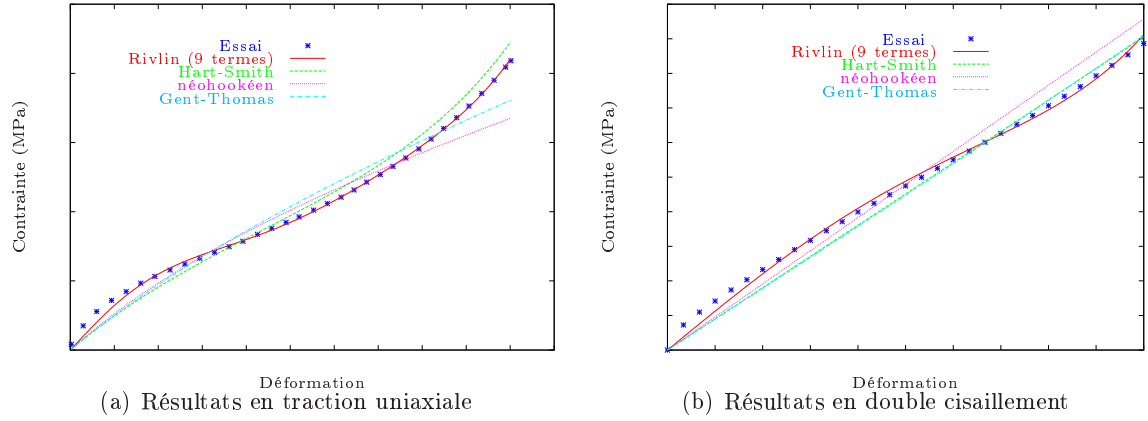 Contrainte (MPa)
Essai
Rivlin (9 termes)
Hart-Smith
néohookéen
Gent-Thomas
Déformation
(a) Résultats en traction uniaxiale
Contrainte (MPa)
Essai
Rivlin (9 termes)
Hart-Smith
néohookéen
Gent-Thomas
Déformation
(b) Résultats en double cisaillement